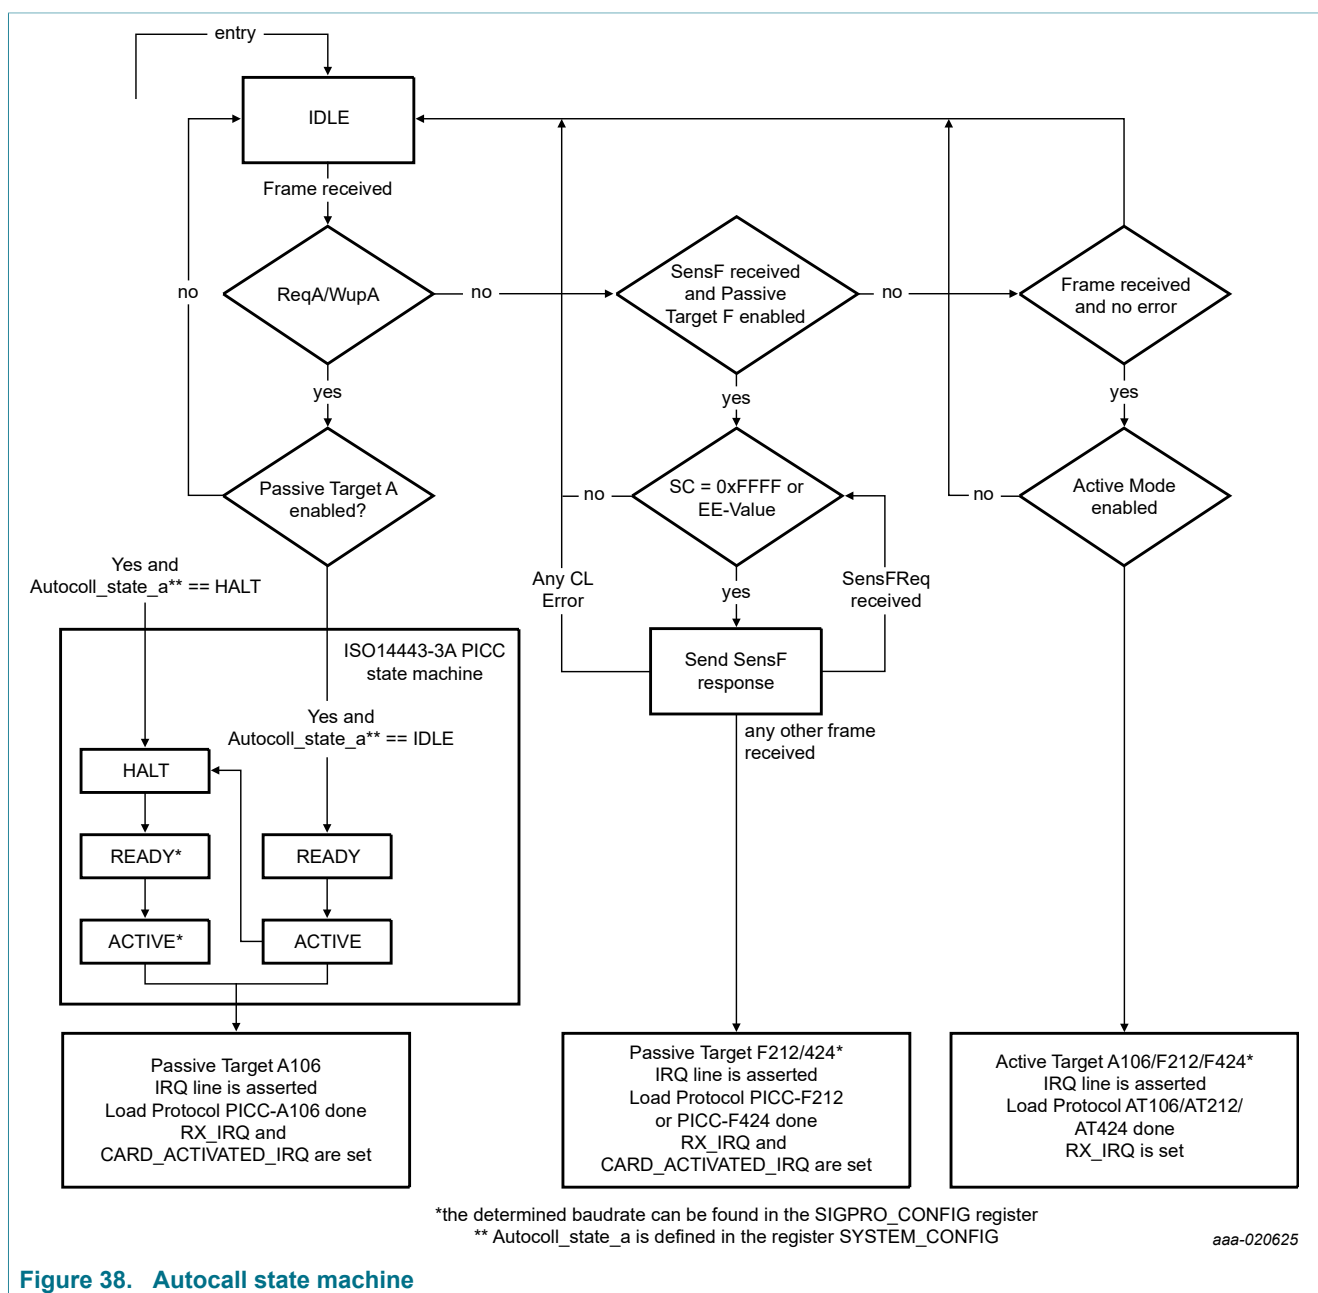 entry
IDLE
Frame received
no
ReqA/WupA
no
SensF received
and Passive
Target F enabled
no
Frame received
and no error
yes
yes
yes
Passive Target A
enabled?
no
SC = 0xFFFF or
EE-Value
no
Active Mode
enabled
Yes and
Autocoll_state_a** == HALT
Any CL
Error
yes
SensFReq
received
ISO14443-3A PICC
state machine
Send SensF
response
Yes and
Autocoll_state_a** == IDLE
any other frame
received
HALT
READY*
READY
ACTIVE*
ACTIVE
Passive Target A106
IRQ line is asserted
Load Protocol PICC-A106 done
RX_IRQ and
CARD_ACTIVATED_IRQ are set
Passive Target F212/424*
IRQ line is asserted
Load Protocol PICC-F212
or PICC-F424 done
RX_IRQ and
CARD_ACTIVATED_IRQ are set
Active Target A106/F212/F424*
IRQ line is asserted
Load Protocol AT106/AT212/
AT424 done
RX_IRQ is set
*the determined baudrate can be found in the SIGPRO_CONFIG register
** Autocoll_state_a is defined in the register SYSTEM_CONFIG
aaa-020625
Figure 38. Autocall state machine